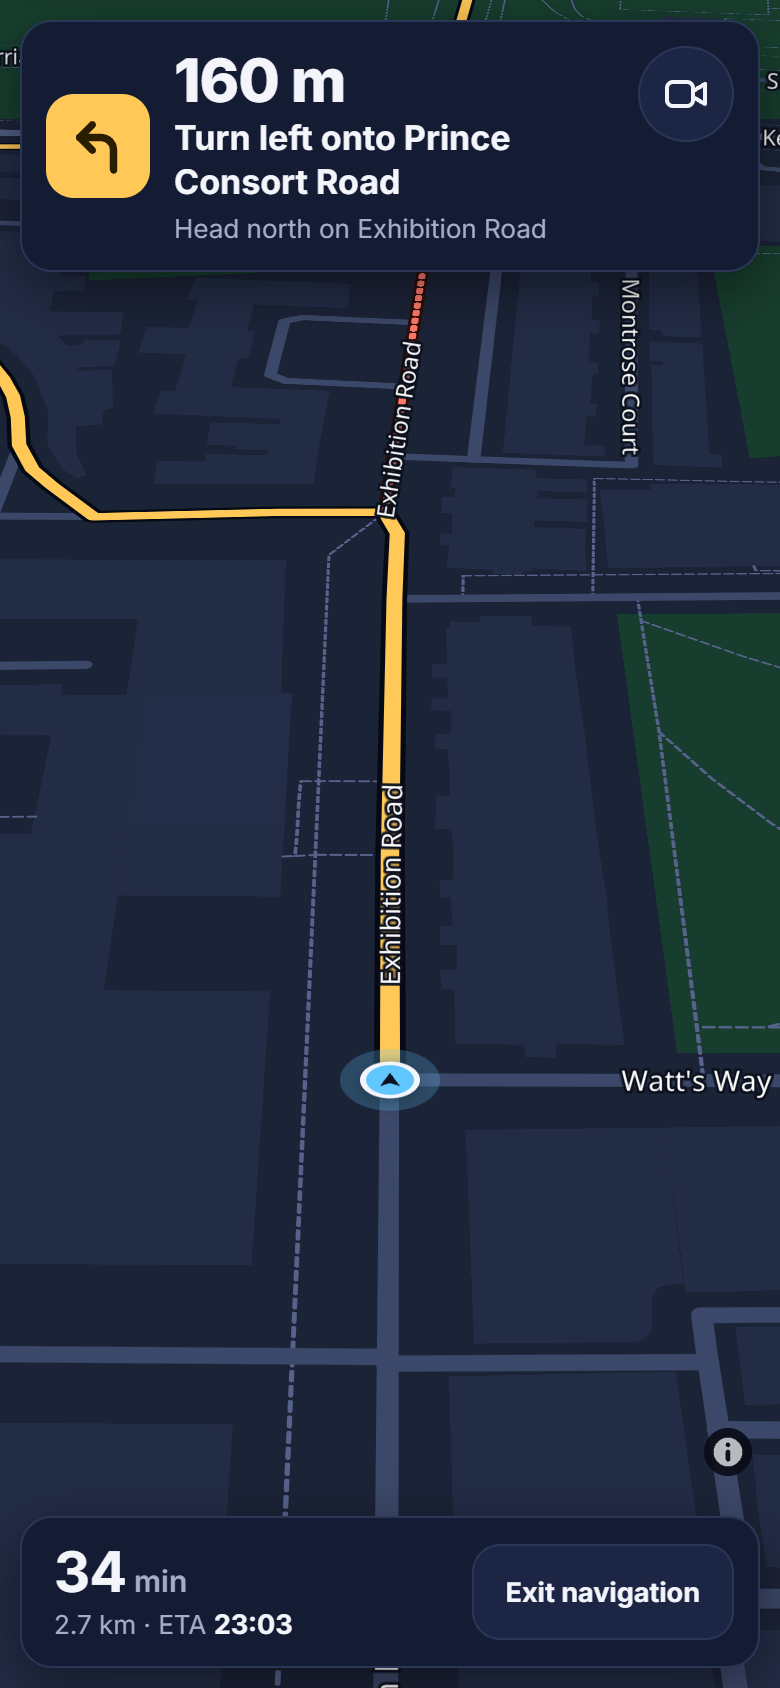 160 m
Turn left onto Prince
Consort Road
Head north on Exhibition Road
Montrose Court
Exhibition Road
Exhibition Road
Watt's Way
34 min
2.7 km · ETA 23:03
Exit navigation